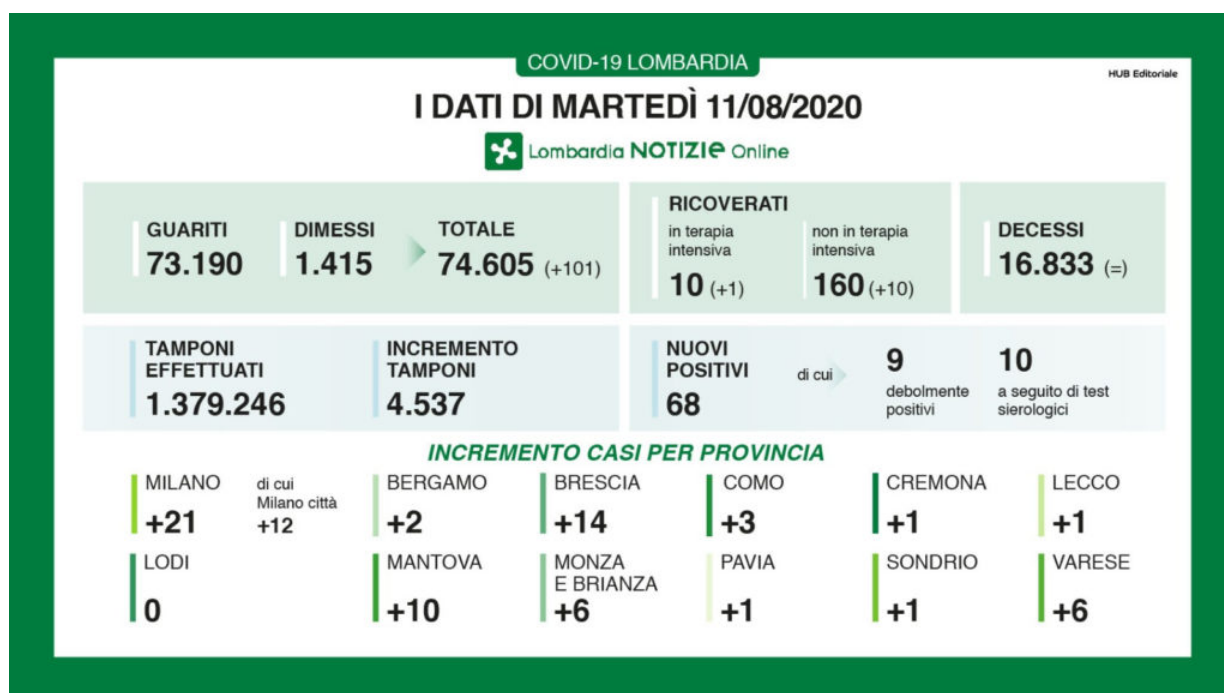 COVID-19 LOMBARDIA
HUB Editoriale
I DATI DI MARTEDÌ 11/08/2020
Lombardia NOTIZIE Online
GUARITI
73.190
DIMESSI
1.415
TOTALE
74.605 (+101)
RICOVERATI
in terapia
intensiva
10 (+1)
non in terapia
intensiva
160 (+10)
DECESSI
16.833 (=)
TAMPONI
EFFETTUATI
1.379.246
INCREMENTO
TAMPONI
4.537
NUOVI
POSITIVI
68
di cui
9
debolmente
positivi
10
a seguito di test
sierologici
INCREMENTO CASI PER PROVINCIA
MILANO
+21
di cui
Milano città
+12
BERGAMO
+2
BRESCIA
+14
COMO
+3
CREMONA
+1
LECCO
+1
LODI
0
MANTOVA
+10
MONZA
E BRIANZA
+6
PAVIA
+1
SONDRIO
+1
VARESE
+6